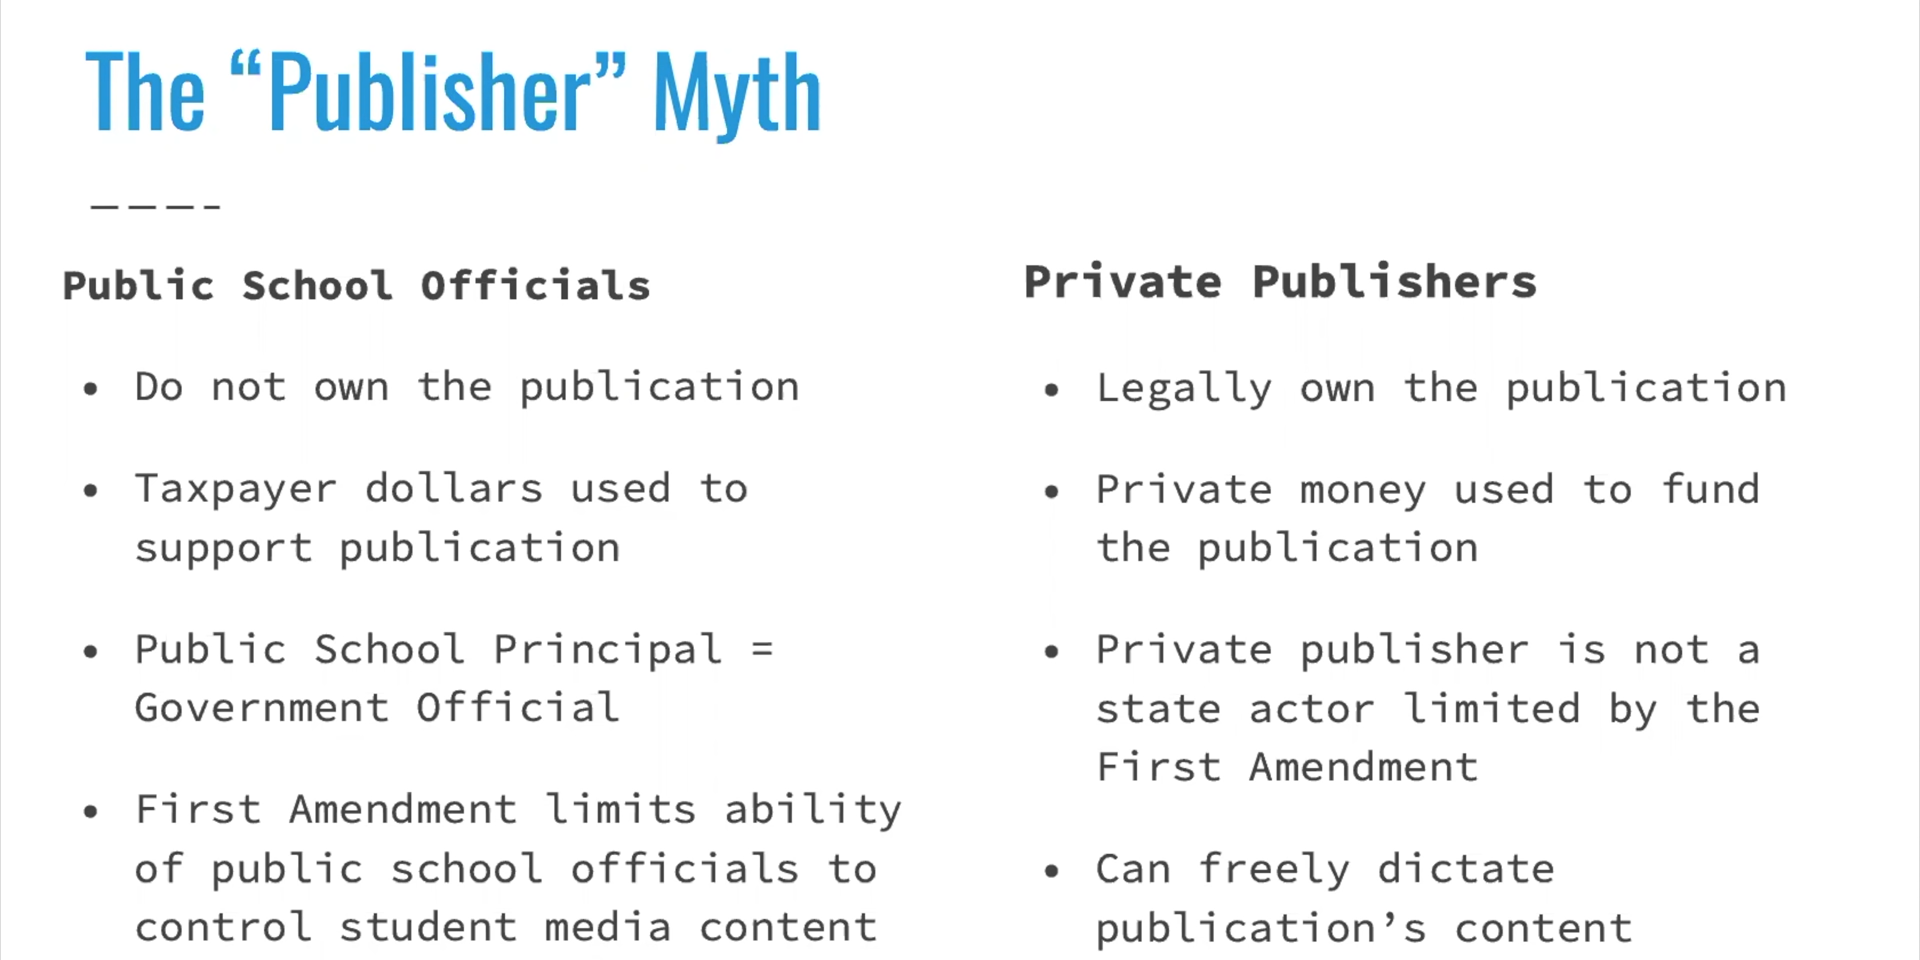 The “Publisher” Myth
Public School Officials
• Do not own the publication
• Taxpayer dollars used to
support publication
• Public School Principal =
Government Official
• First Amendment limits ability
of public school officials to
control student media content
Private Publishers
• Legally own the publication
• Private money used to fund
the publication
• Private publisher is not a
state actor limited by the
First Amendment
• Can freely dictate
publication’s content